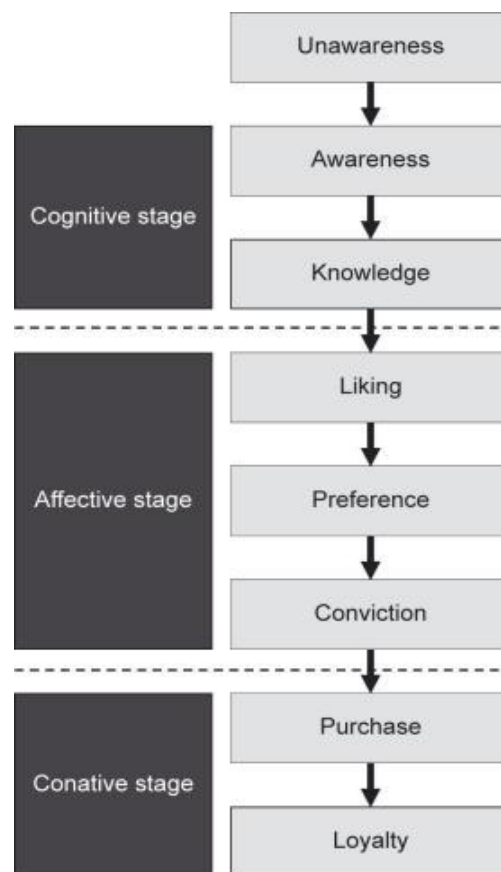 Unawareness
Awareness
Cognitive stage
Knowledge
Liking
Affective stage
Preference
Conviction
Purchase
Conative stage
Loyalty